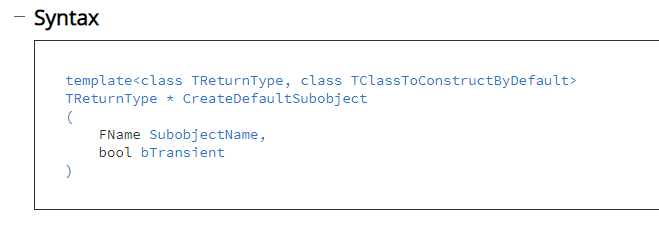 Syntax
template<class TReturnType, class TClassToConstructByDefault>
TReturnType * CreateDefaultSubobject
(
    FName SubobjectName,
    bool bTransient
)